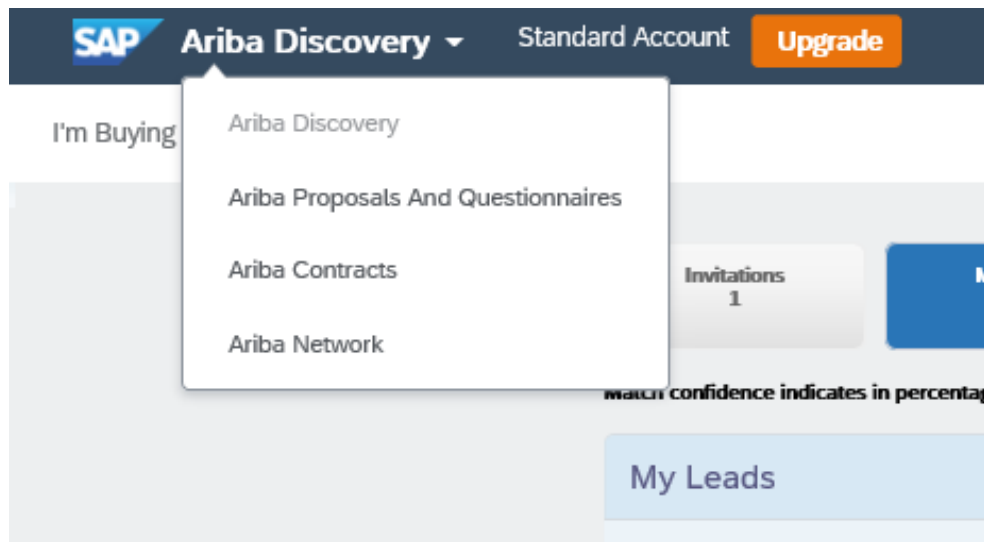 SAP Ariba Discovery Standard Account Upgrade
I'm Buying
Ariba Discovery
Ariba Proposals And Questionnaires
Ariba Contracts
Ariba Network
Invitations
1
Match confidence indicates in
My Leads